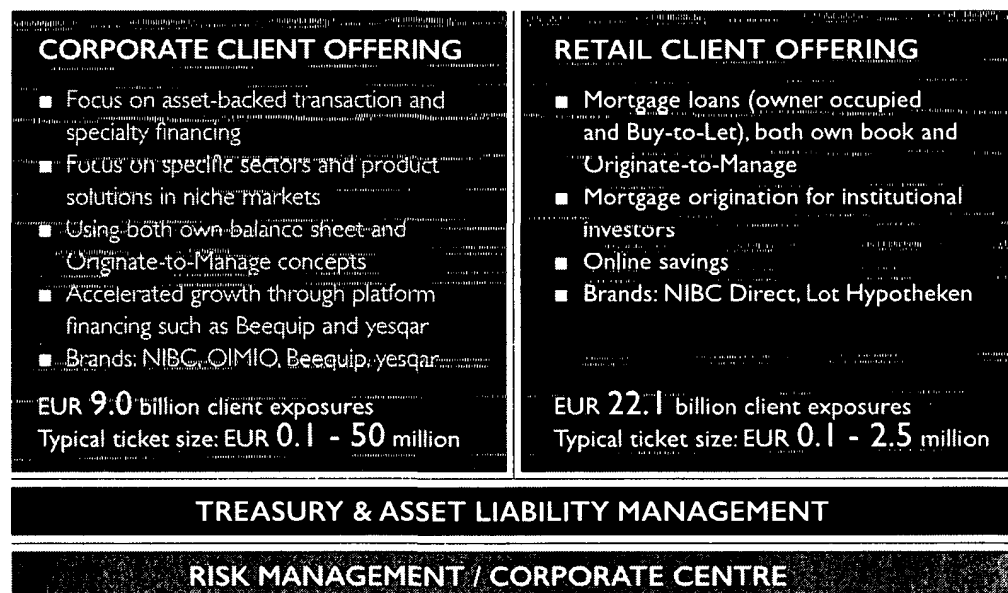 CORPORATE CLIENT OFFERING
■ Focus on asset-backed transaction and
specialty financing
■ Focus on specific sectors and product
solutions in niche markets
■ Using both own balance sheet and
Originate-to-Manage concepts
■ Accelerated growth through platform
financing such as Beequip and yesqar
■ Brands: NIBC, OIMIO, Beequip, yesqar
EUR 9.0 billion client exposures
Typical ticket size: EUR 0.1 - 50 million
RETAIL CLIENT OFFERING
■ Mortgage loans (owner occupied
and Buy-to-Let), both own book and
Originate-to-Manage
■ Mortgage origination for institutional
investors
■ Online savings
■ Brands: NIBC Direct, Lot Hypotheken
EUR 22.1 billion client exposures
Typical ticket size: EUR 0.1 - 2.5 million
TREASURY & ASSET LIABILITY MANAGEMENT
RISK MANAGEMENT / CORPORATE CENTRE